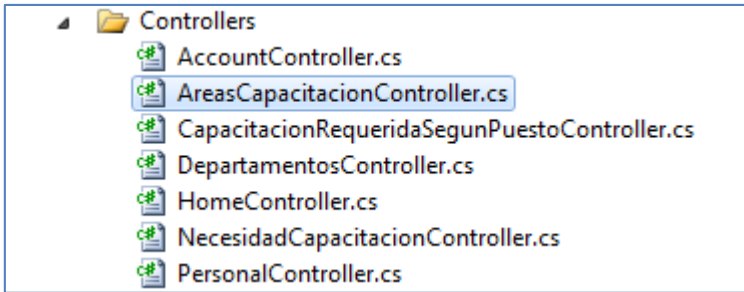 Controllers
AccountController.cs
AreasCapacitacionController.cs
CapacitacionRequeridaSegunPuestoController.cs
DepartamentosController.cs
HomeController.cs
NecesidadCapacitacionController.cs
PersonalController.cs